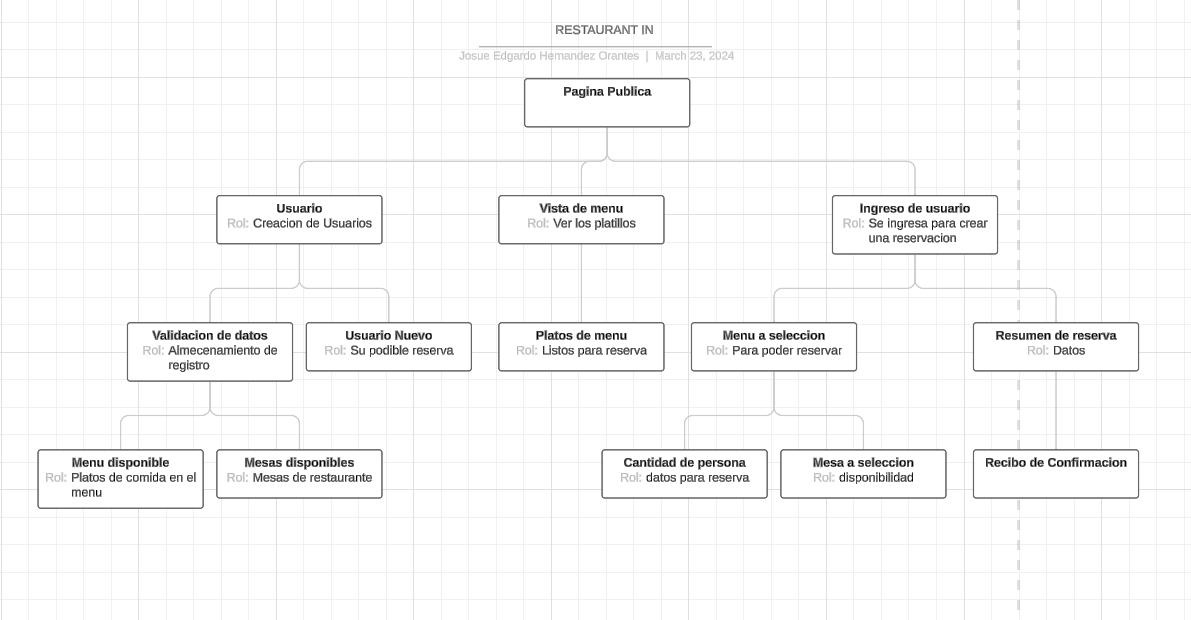 RESTAURANT IN
Josue Edgardo Hernandez Orantes | March 23, 2024
Pagina Publica
Usuario
Rol: Creacion de Usuarios
Vista de menu
Rol: Ver los platillos
Ingreso de usuario
Rol: Se ingresa para crear
una reservacion
Validacion de datos
Rol: Almecenamiento de
registro
Usuario Nuevo
Rol: Su podible reserva
Platos de menu
Rol: Listos para reserva
Menu a seleccion
Rol: Para poder reservar
Resumen de reserva
Rol: Datos
Menu disponible
Rol: Platos de comida en el
menu
Mesas disponibles
Rol: Mesas de restaurante
Cantidad de persona
Rol: datos para reserva
Mesa a seleccion
Rol: disponibilidad
Recibo de Confirmacion